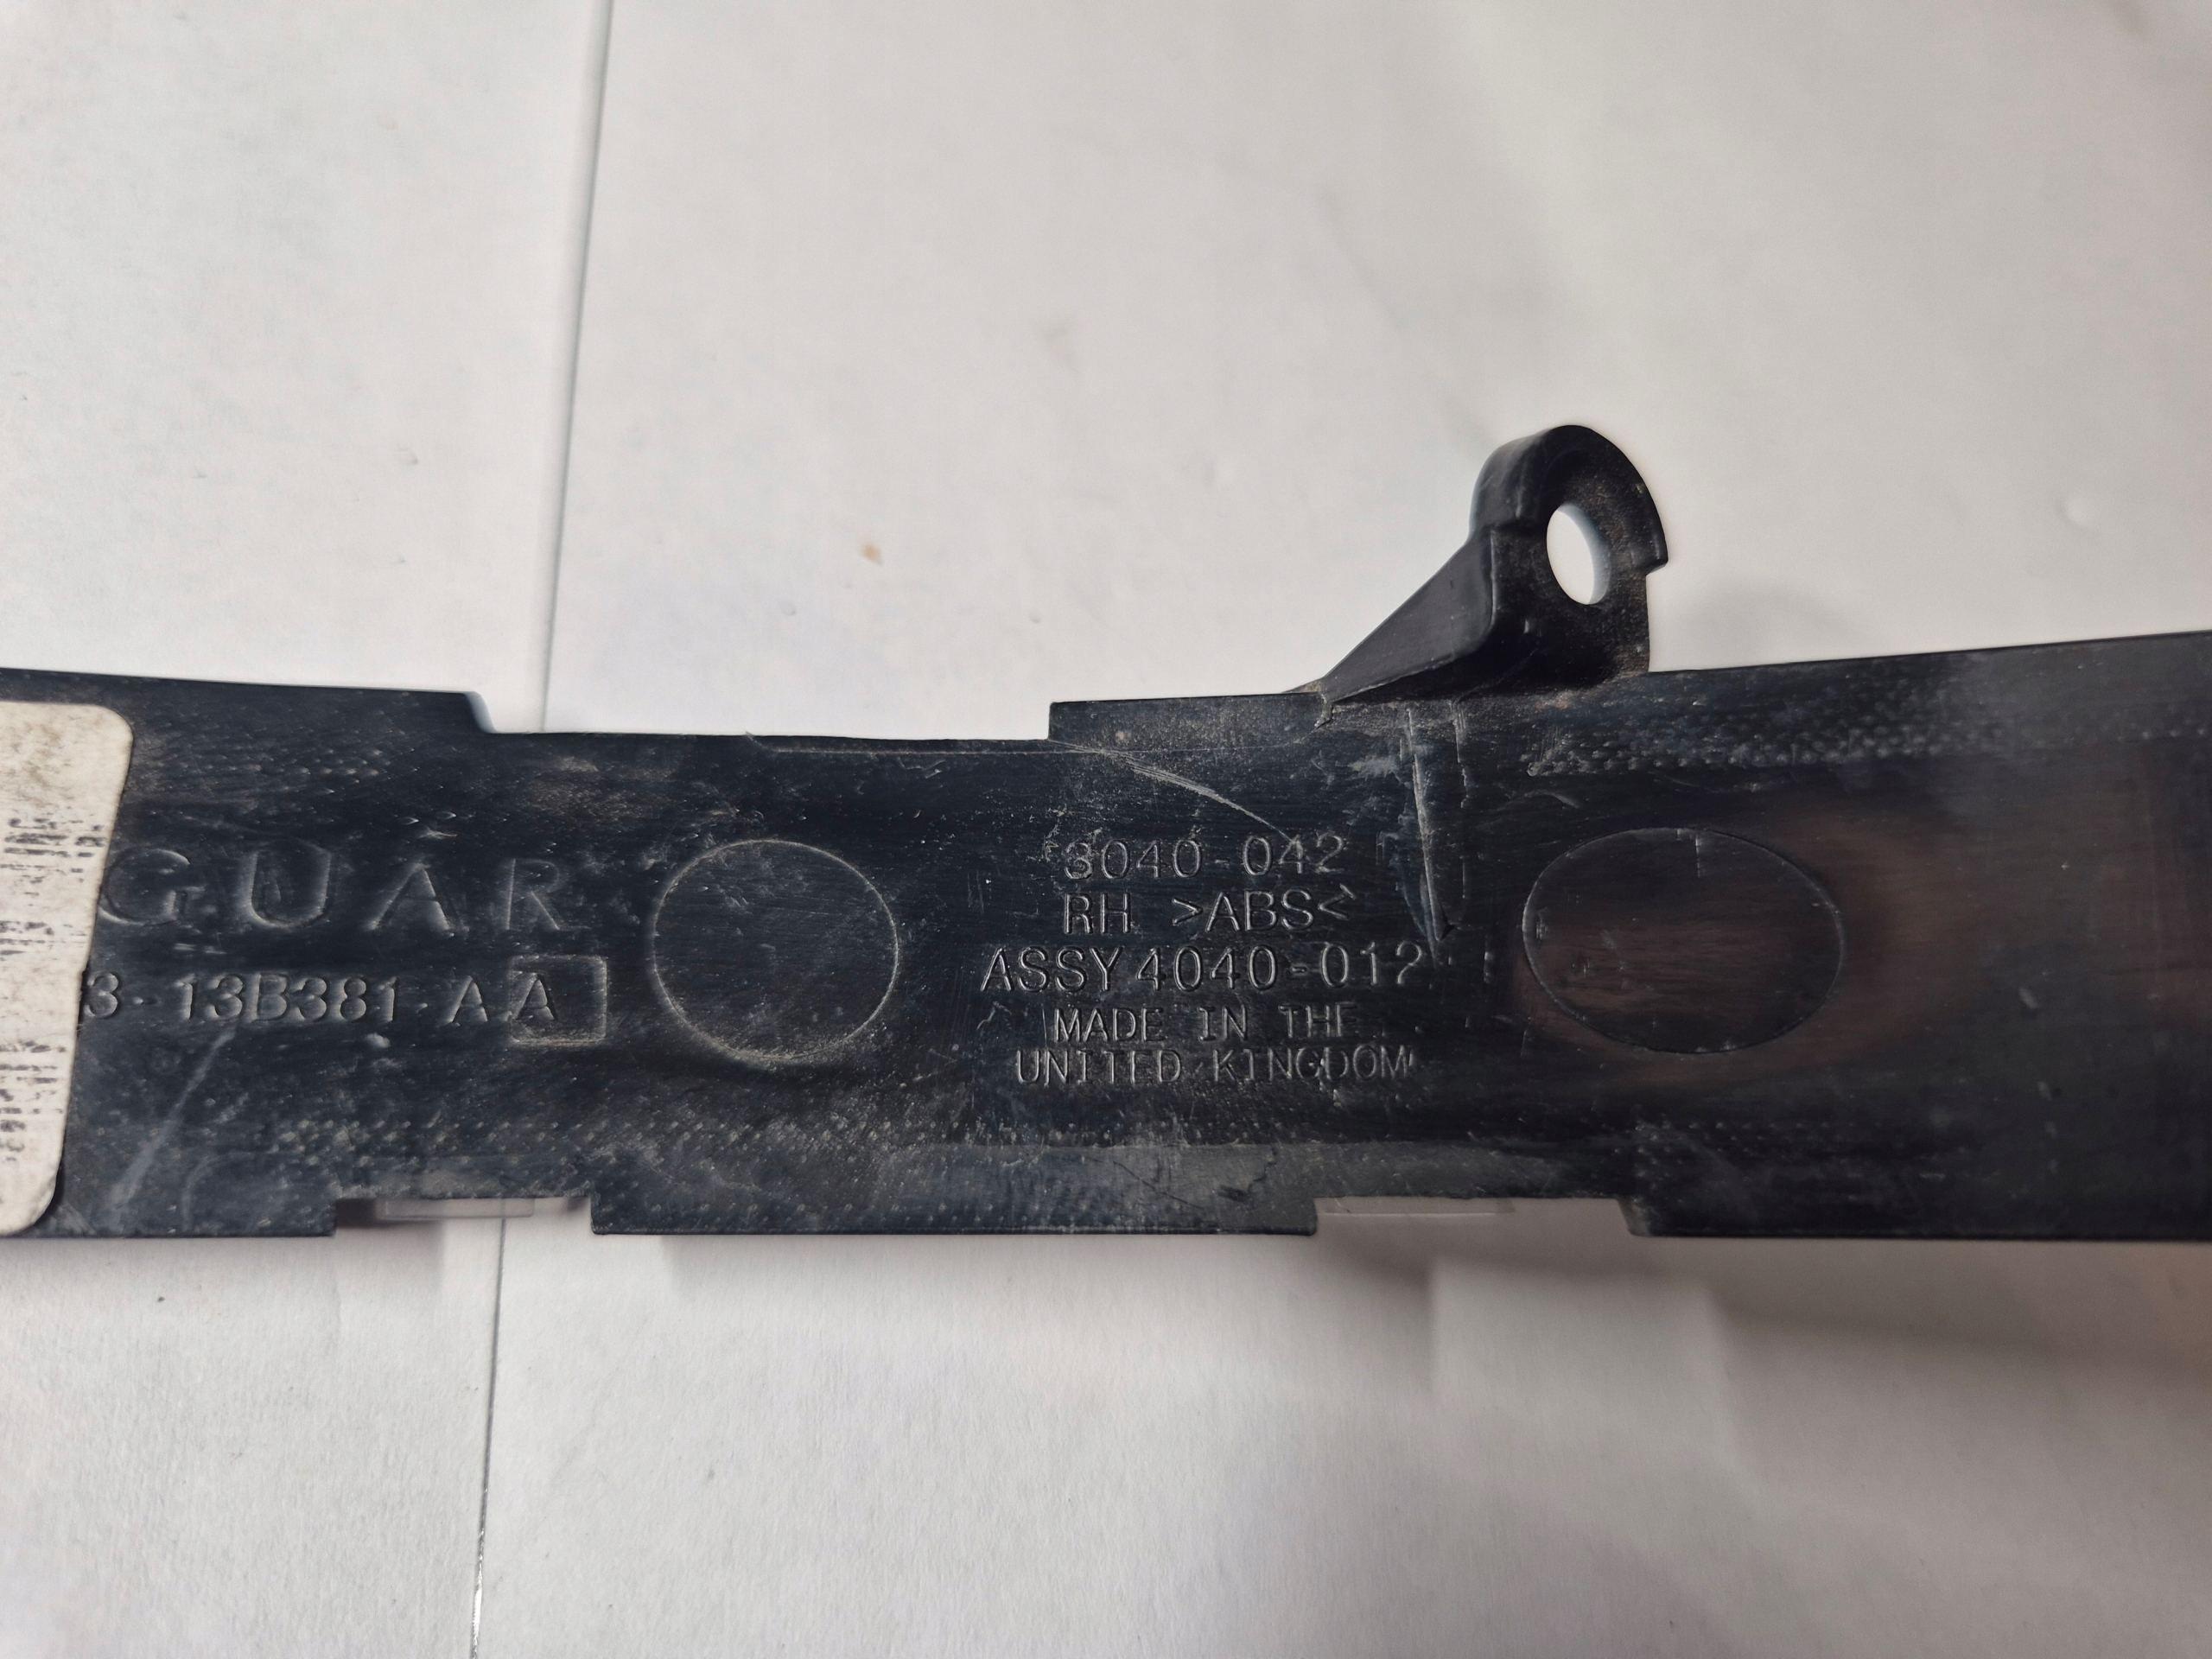 GUAR
3-13B381-AA
3040-042
RH >ABS<
ASSY 4040-012
MADE IN THE
UNITED KINGDOM